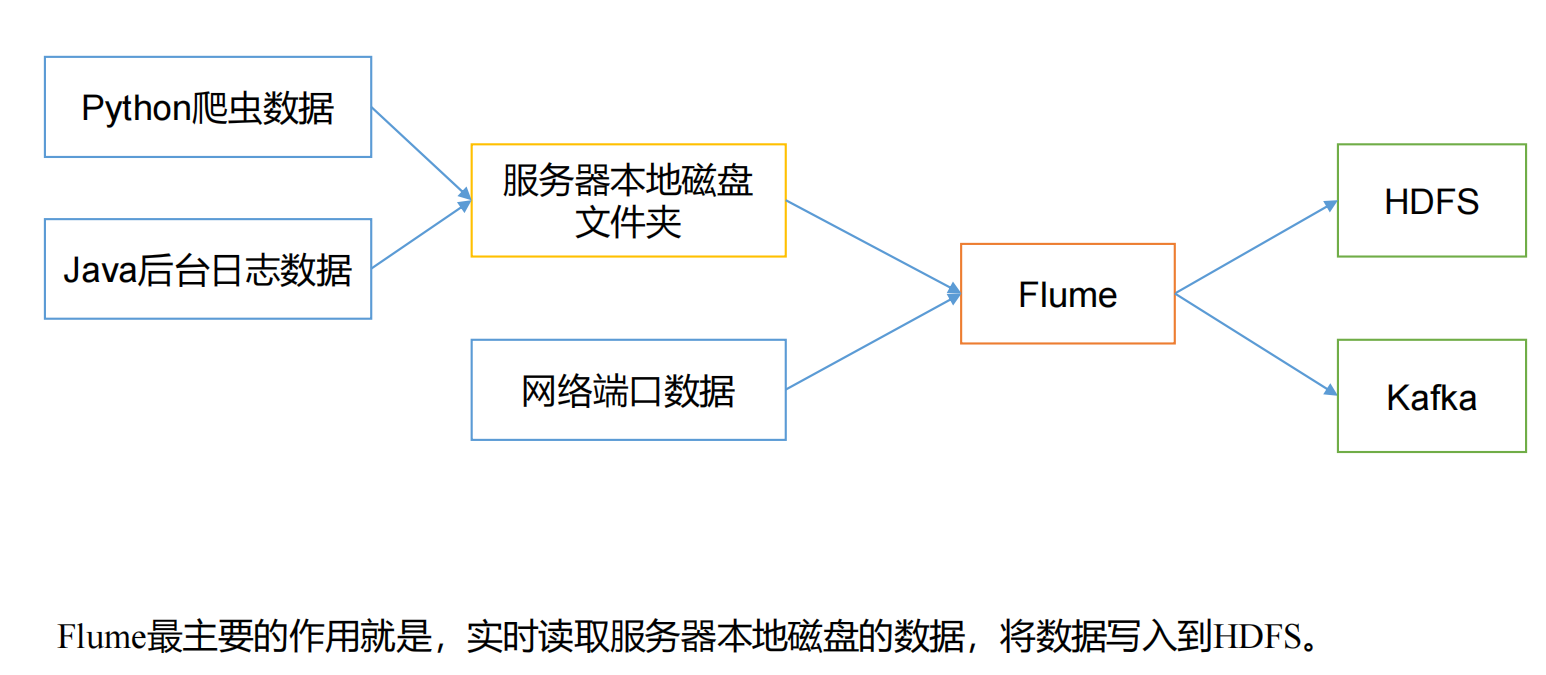 Python爬虫数据
Java后台日志数据
服务器本地磁盘
文件夹
网络端口数据
Flume
HDFS
Kafka
Flume最主要的作用就是，实时读取服务器本地磁盘的数据，将数据写入到HDFS。